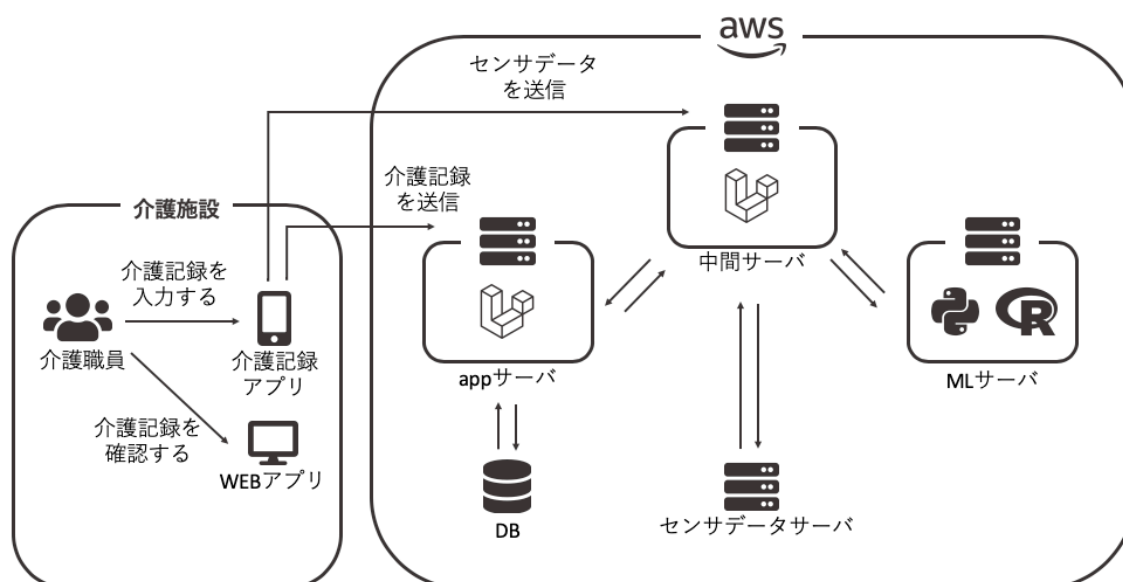 aws
センサデータ
を送信
介護記録
を送信
中間サーバ
appサーバ
R
MLサーバ
DB
センサデータサーバ
介護施設
介護記録を
入力する
介護職員
介護記録
アプリ
介護記録を
確認する
WEBアプリ